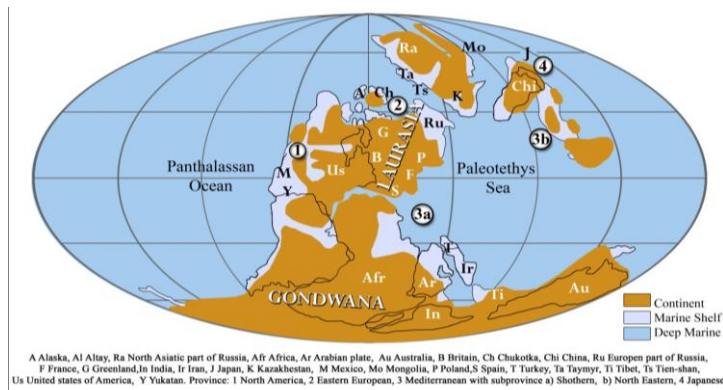 Ra
Mo
J
4
Ta
A
Ch
Ts
K
Chi
2
G
Ru
LAURASIA
3b
1
B
P
Panthalassan
Ocean
M
Us
F
Paleotethys
Sea
Y
S
3a
T
Afr
Ar
Ir
GONDWANA
In
Ti
Au
Continent
Marine Shelf
Deep Marine
A Alaska, Al Altay, Ra North Asiatic part of Russia, Afr Africa, Ar Arabian plate, Au Australia, B Britain, Ch Chukotka, Chi China, Ru Europen part of Russia,
F France, G Greenland,In India, Ir Iran, J Japan, K Kazakhestan, M Mexico, Mo Mongolia, P Poland,S Spain, T Turkey, Ta Taymyr, Ti Tibet, Ts Tien-shan,
Us United states of America, Y Yukatan. Province: 1 North America, 2 Eastern European, 3 Mediterranean with subprovince a) Shothern, b) North Eastern, 4 Japanous